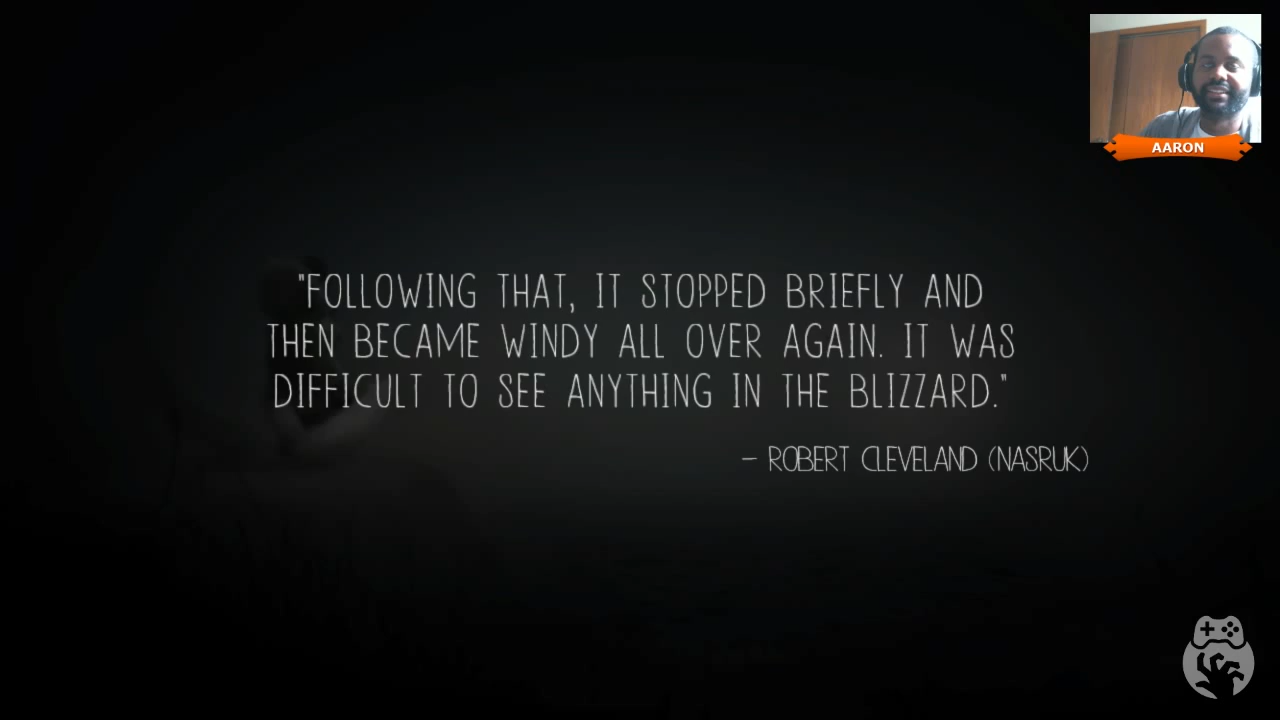 AARON
"FOLLOWING THAT, IT STOPPED BRIEFLY AND
THEN BECAME WINDY ALL OVER AGAIN. IT WAS
DIFFICULT TO SEE ANYTHING IN THE BLIZZARD."
– ROBERT CLEVELAND (NASRUK)